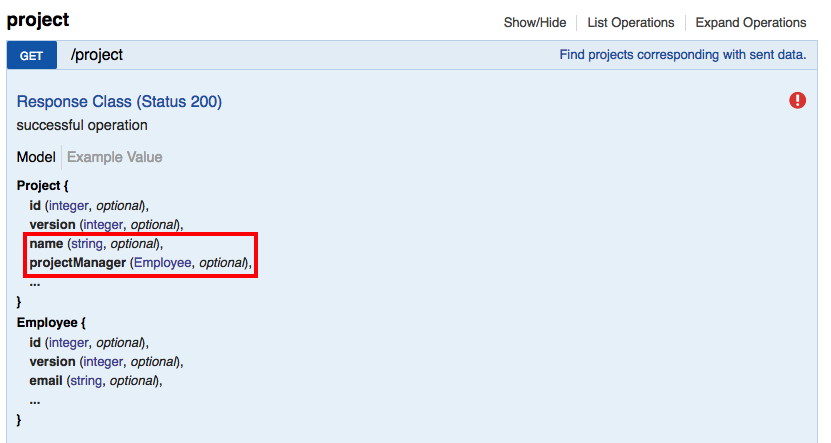 project
Show/Hide List Operations Expand Operations
GET /project Find projects corresponding with sent data.
Response Class (Status 200)
successful operation
Model Example Value
Project {
id (integer, optional),
version (integer, optional),
name (string, optional),
projectManager (Employee, optional),
...
}
Employee {
id (integer, optional),
version (integer, optional),
email (string, optional),
...
}